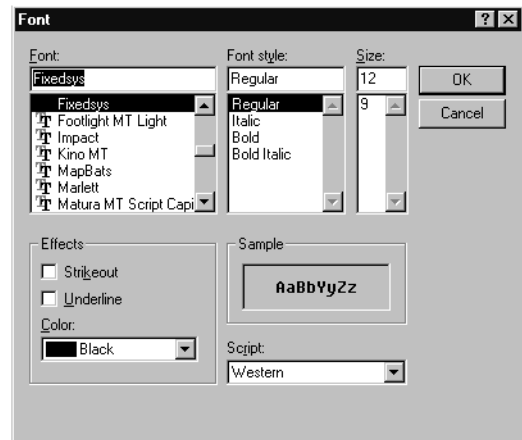 Font
Font:
Font style:
Size:
Fixedsys
Regular
12
OK
Fixedsys
Footlight MT Light
Impact
Kino MT
MapBats
Marlett
Matura MT Script Capi
Regular
Italic
Bold
Bold Italic
9
Cancel
Effects
Strikeout
Underline
Color:
Black
Sample
AaBbYyZz
Script:
Western